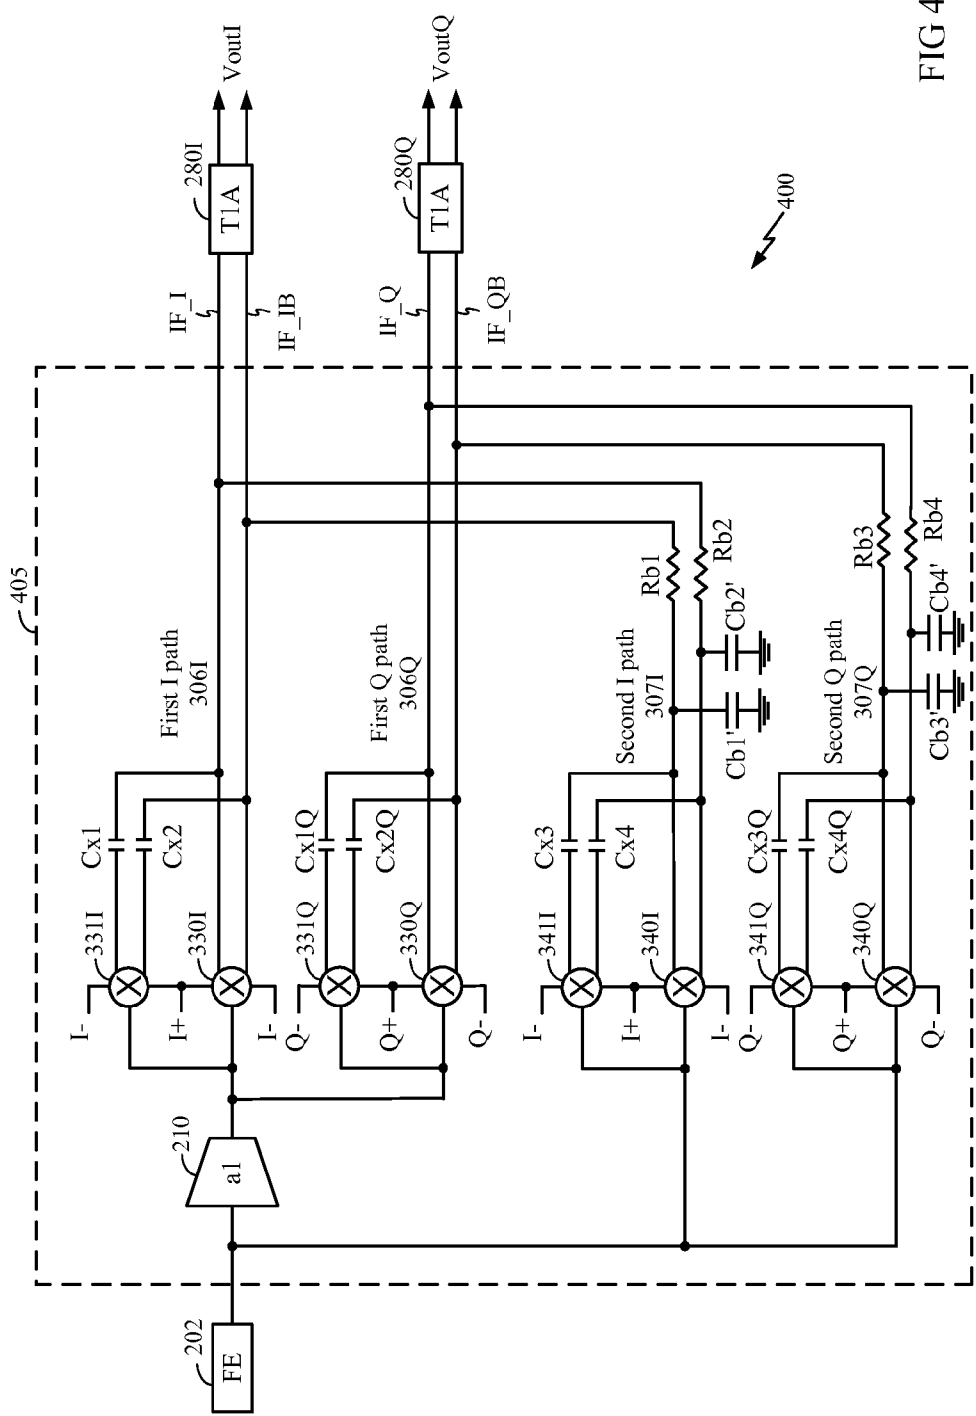 FIG 4
400
405
202
FE
210
a1
331I
Cx1
Cx2
330I
I-
I+
I-
First I path
306I
IF_I
IF_IB
280I
T1A
VoutI
331Q
Cx1Q
Cx2Q
330Q
Q-
Q+
Q-
First Q path
306Q
IF_Q
IF_QB
280Q
T1A
VoutQ
341I
Cx3
Cx4
340I
I-
I+
I-
Second I path
307I
Cb1'
Cb2'
Rb1
Rb2
341Q
Cx3Q
Cx4Q
340Q
Q-
Q+
Q-
Second Q path
307Q
Cb3'
Cb4'
Rb3
Rb4